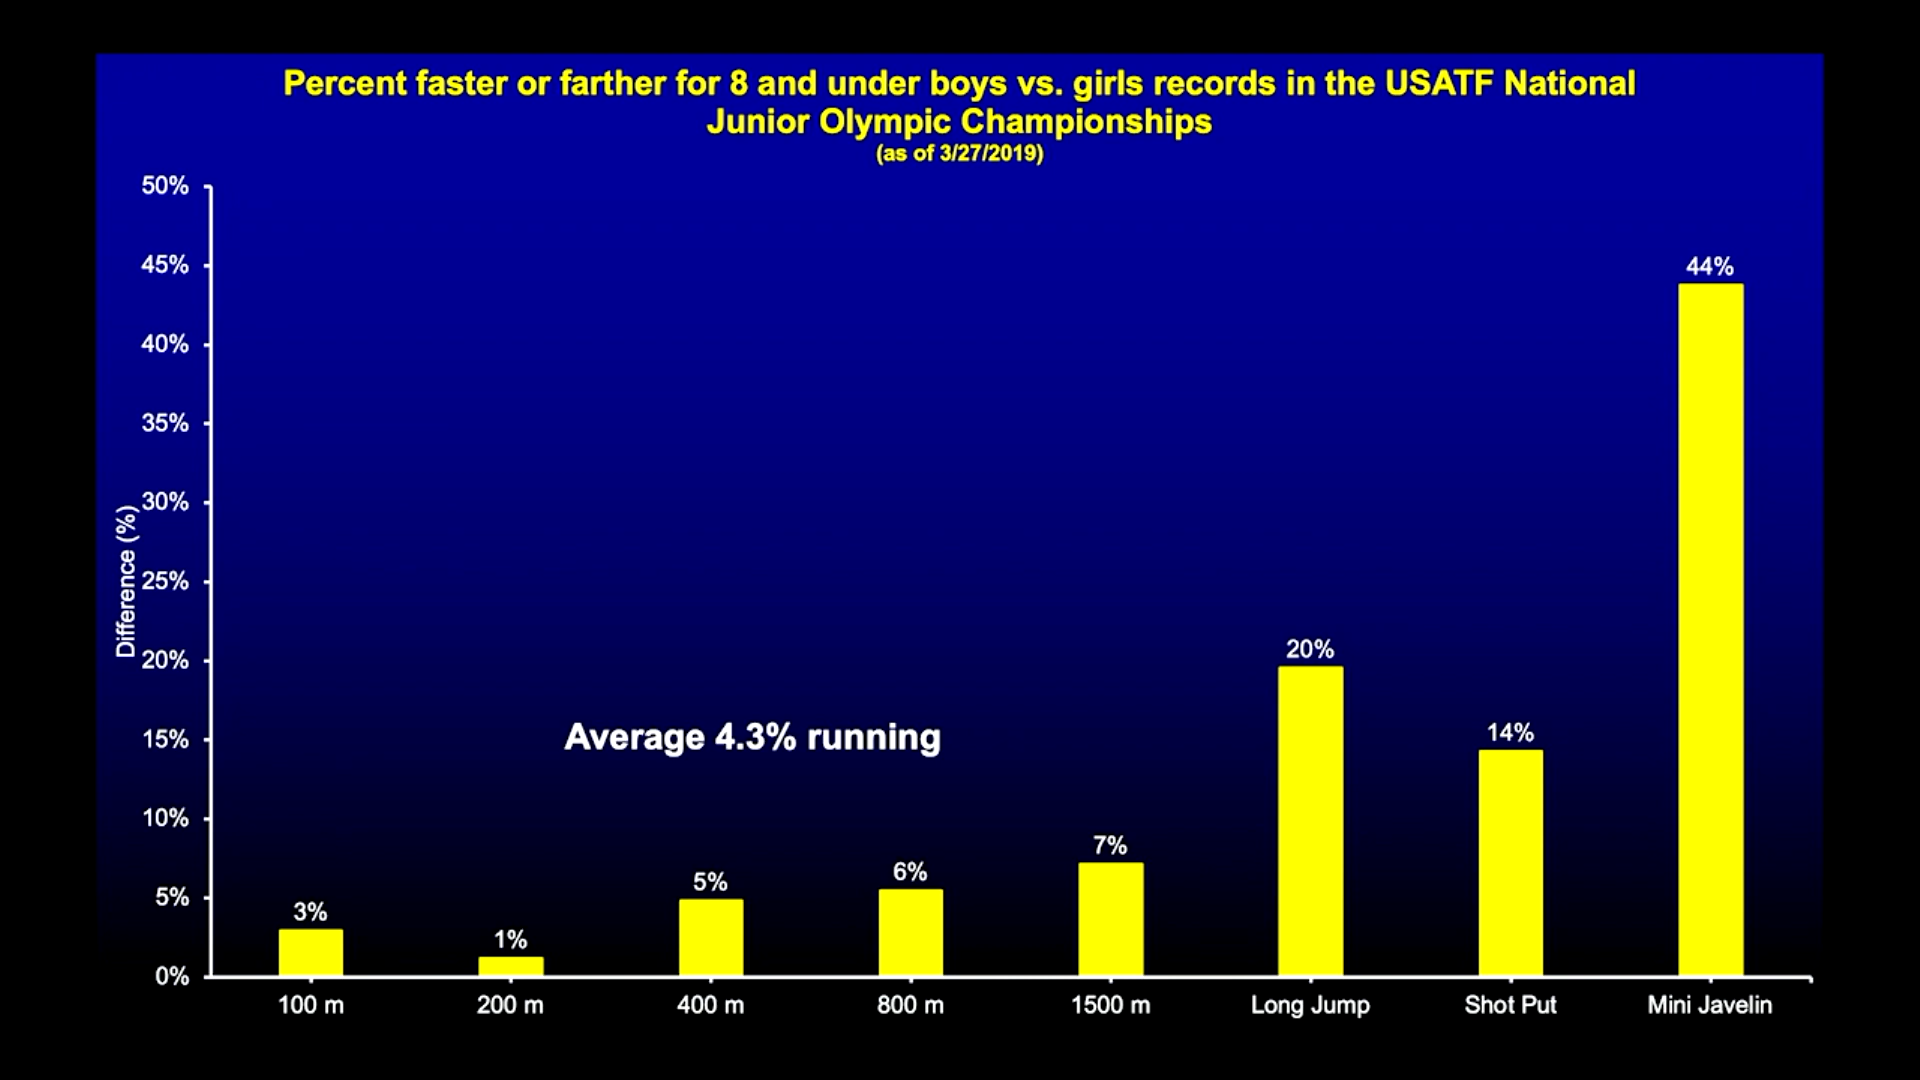 Percent faster or farther for 8 and under boys vs. girls records in the USATF National
Junior Olympic Championships
(as of 3/27/2019)
50%
45%
40%
35%
30%
25%
20%
15%
10%
5%
0%
Difference (%)
Average 4.3% running
3%
1%
5%
6%
7%
20%
14%
44%
100 m
200 m
400 m
800 m
1500 m
Long Jump
Shot Put
Mini Javelin